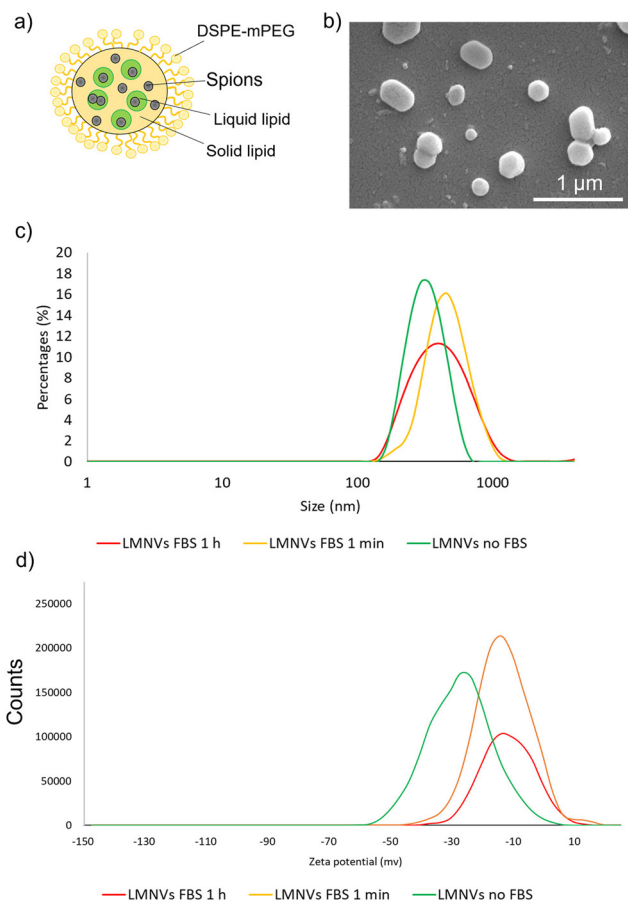 a)
DSPE-mPEG
Spions
Liquid lipid
Solid lipid
b)
1 µm
c)
Percentages (%)
20
18
16
14
12
10
8
6
4
2
0
1 10 100 1000
Size (nm)
LMNVs FBS 1 h LMNVs FBS 1 min LMNVs no FBS
d)
Counts
250000
200000
150000
100000
50000
0
-150 -130 -110 -90 -70 -50 -30 -10 10
Zeta potential (mv)
LMNVs FBS 1 h LMNVs FBS 1 min LMNVs no FBS